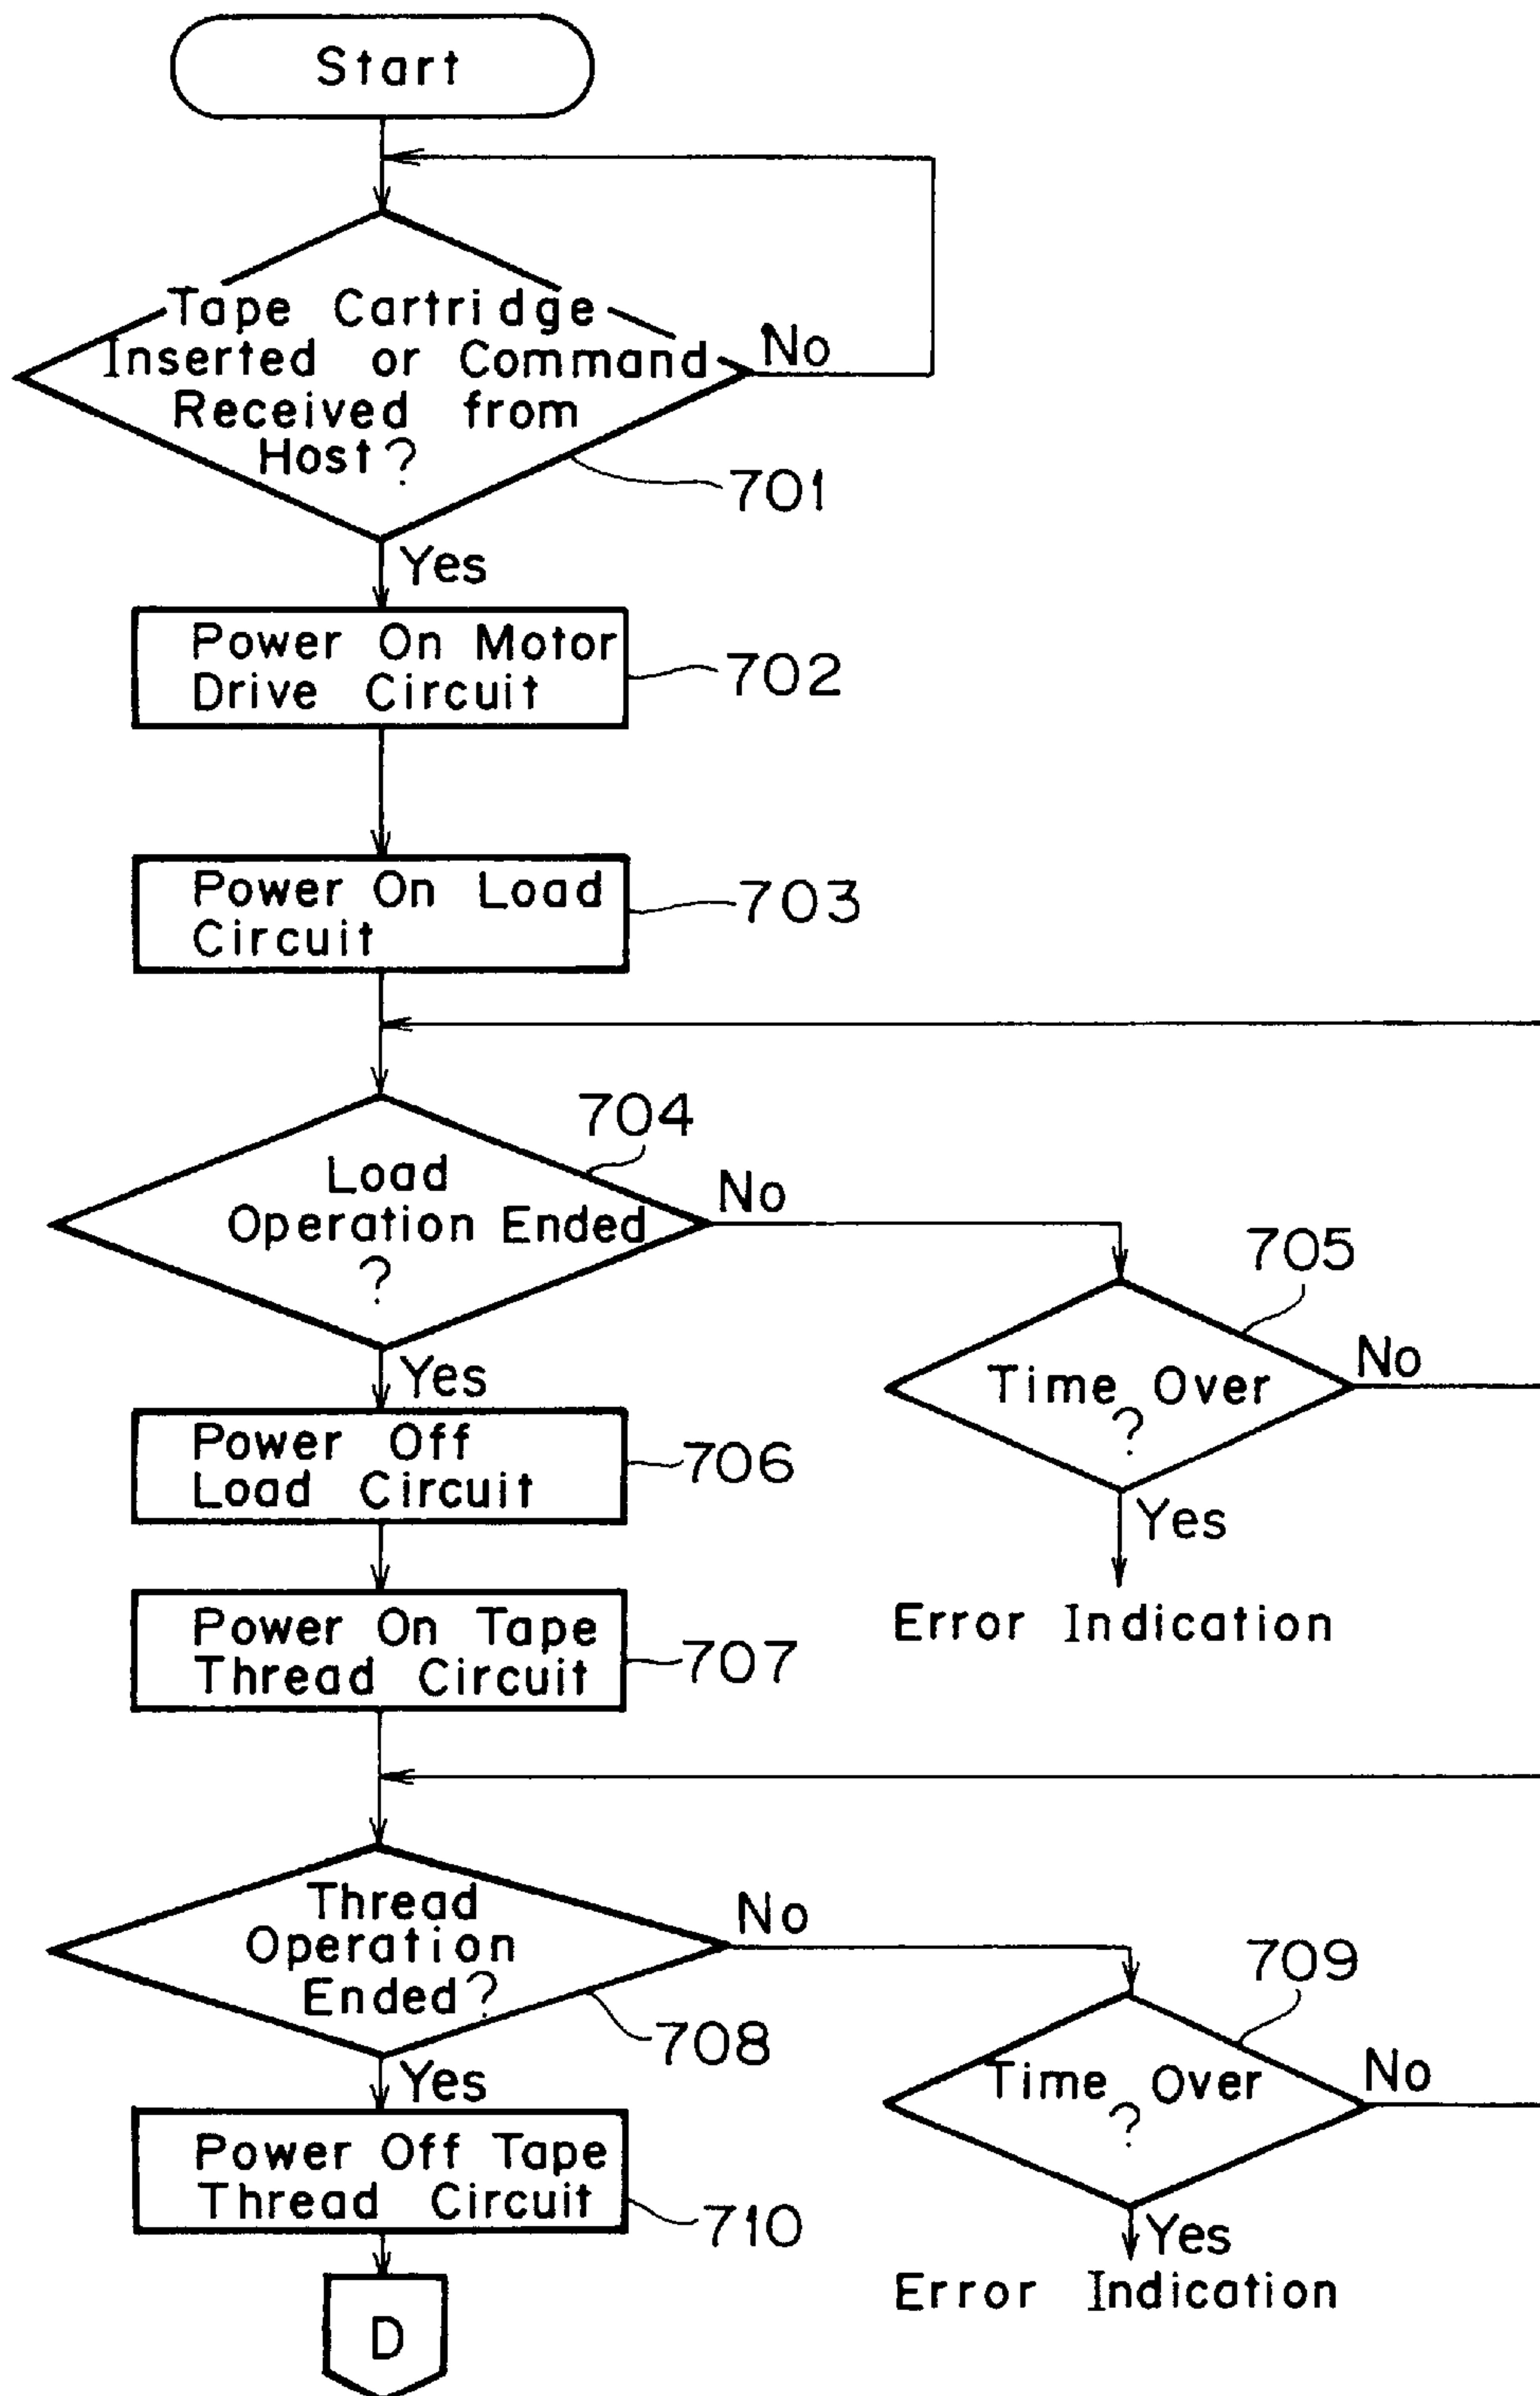 Start
Tape Cartridge
Inserted or Command
Received from
Host?
No
701
Yes
Power On Motor
Drive Circuit
702
Power On Load
Circuit
703
704
Load
Operation Ended
?
No
705
Time Over
?
No
Yes
Yes
Power Off
Load Circuit
706
Error Indication
Power On Tape
Thread Circuit
707
Thread
Operation
Ended?
No
708
709
Time Over
?
No
Yes
Yes
Error Indication
Power Off Tape
Thread Circuit
710
D